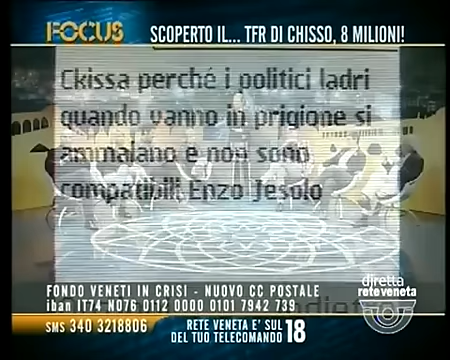 FOCUS
SCOPERTO IL... TFR DI CHISSO, 8 MILIONI!
Ckissa perché i politici ladri
quando vanno in prigione si
ammalano e non sono
compatibili.Enzo Jesolo
diretta
reteveneta
FONDO VENETI IN CRISI - NUOVO CC POSTALE
iban IT74 N076 0112 0000 0101 7942 739
SMS 340 3218806
RETE VENETA E' SUL
DEL TUO TELECOMANDO 18